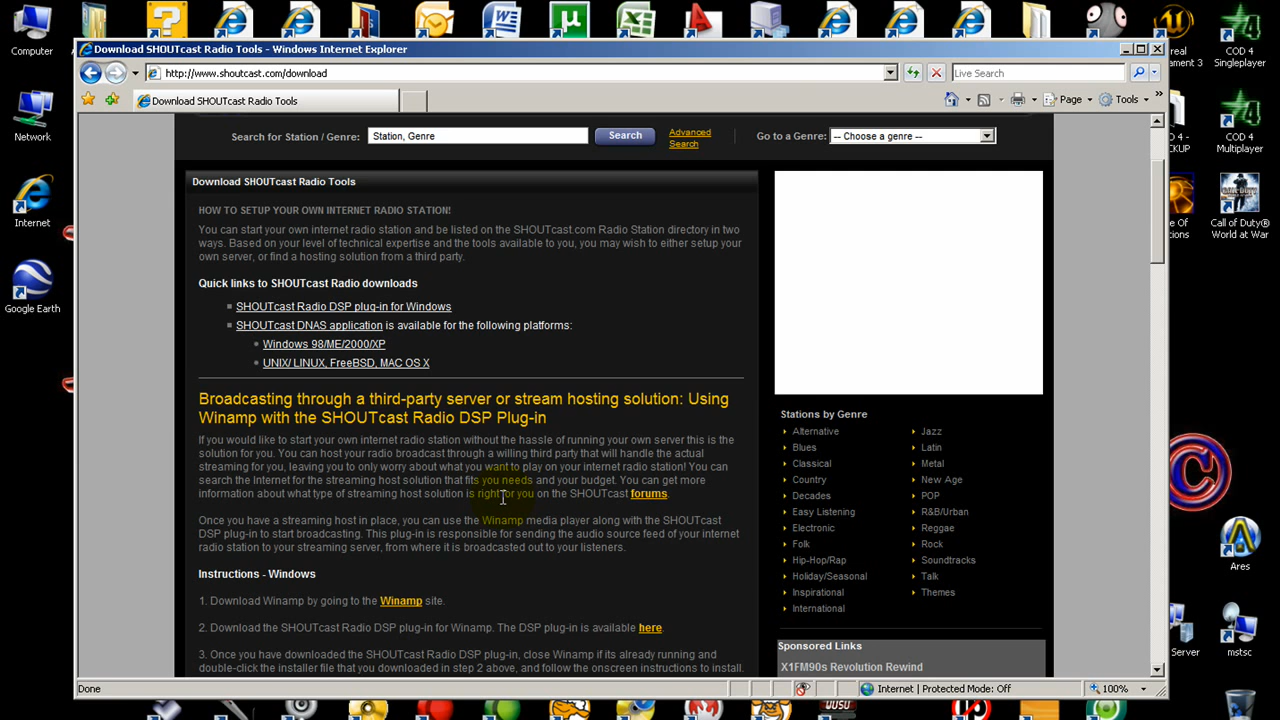 Download SHOUTcast Radio Tools - Windows Internet Explorer
http://www.shoutcast.com/download
Live Search
Download SHOUTcast Radio Tools
Page
Tools
Search for Station / Genre:
Station, Genre
Search
Advanced
Search
Go to a Genre:
-- Choose a genre --
Download SHOUTcast Radio Tools
HOW TO SETUP YOUR OWN INTERNET RADIO STATION!
You can start your own internet radio station and be listed on the SHOUTcast.com Radio Station directory in two
ways. Based on your level of technical expertise and the tools available to you, you may wish to either setup your
own server, or find a hosting solution from a third party.
Quick links to SHOUTcast Radio downloads
SHOUTcast Radio DSP plug-in for Windows
SHOUTcast DNAS application is available for the following platforms:
Windows 98/ME/2000/XP
UNIX/ LINUX, FreeBSD, MAC OS X
Broadcasting through a third-party server or stream hosting solution: Using
Winamp with the SHOUTcast Radio DSP Plug-in
If you would like to start your own internet radio station without the hassle of running your own server this is the
solution for you. You can host your radio broadcast through a willing third party that will handle the actual
streaming for you, leaving you to only worry about what you want to play on your internet radio station! You can
search the Internet for the streaming host solution that fits you needs and your budget. You can get more
information about what type of streaming host solution is right for you on the SHOUTcast forums.
Once you have a streaming host in place, you can use the Winamp media player along with the SHOUTcast
DSP plug-in to start broadcasting. This plug-in is responsible for sending the audio source feed of your internet
radio station to your streaming server, from where it is broadcasted out to your listeners.
Instructions - Windows
1. Download Winamp by going to the Winamp site.
2. Download the SHOUTcast Radio DSP plug-in for Winamp. The DSP plug-in is available here.
3. Once you have downloaded the SHOUTcast Radio DSP plug-in, close Winamp if its already running and
double-click the installer file that you downloaded in step 2 above, and follow the onscreen instructions to install.
Stations by Genre
Alternative
Blues
Classical
Country
Decades
Easy Listening
Electronic
Folk
Hip-Hop/Rap
Holiday/Seasonal
Inspirational
International
Jazz
Latin
Metal
New Age
POP
R&B/Urban
Reggae
Rock
Soundtracks
Talk
Themes
Sponsored Links
X1FM90s Revolution Rewind
Done
Internet | Protected Mode: Off
100%
Computer
Network
Internet
Google Earth
COD 4
Singleplayer
COD 4
Multiplayer
Call of Duty®
World at War
Ares
Server
mstsc